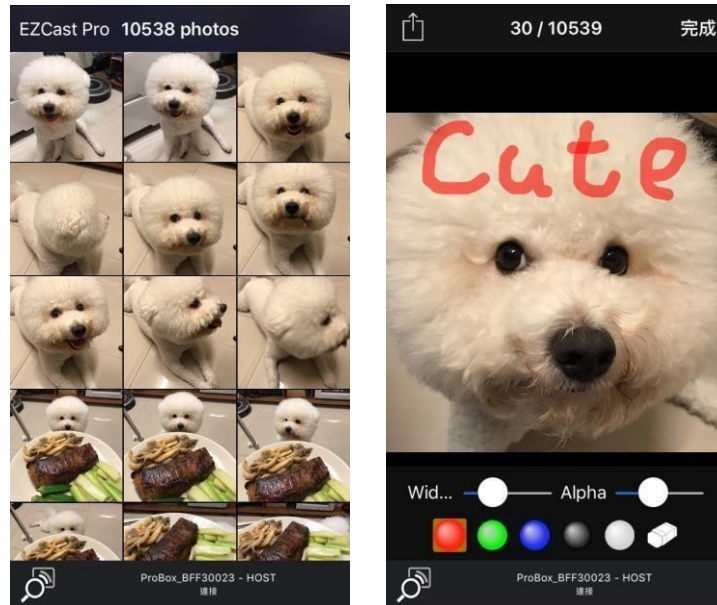 EZCast Pro 10538 photos
ProBox_BFF30023 - HOST
連接
30 / 10539 完成
Cute
Wid... Alpha
ProBox_BFF30023 - HOST
連接